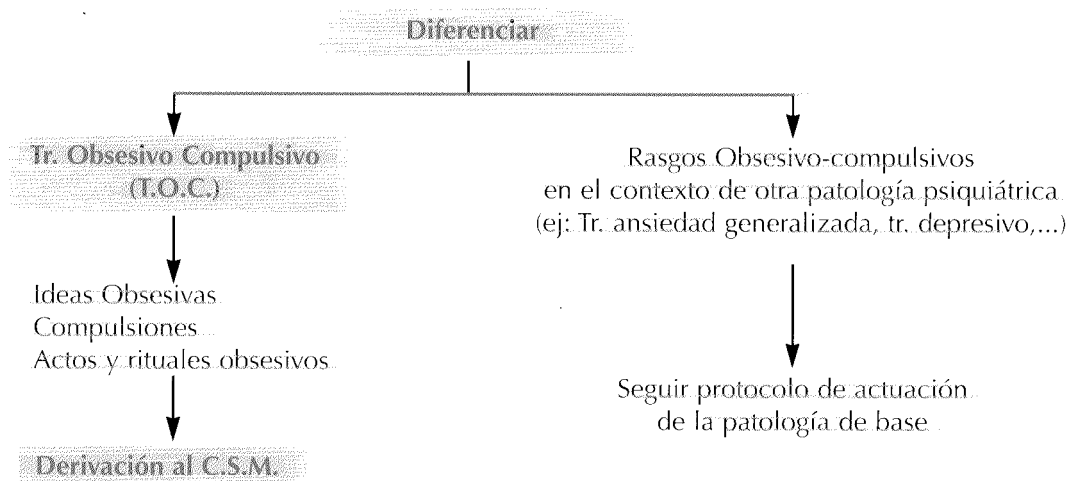 Diferenciar
Tr. Obsesivo Compulsivo
(T.O.C.)
Ideas Obsesivas
Compulsiones
Actos y rituales obsesivos
Derivación al C.S.M.
Rasgos Obsesivo-compulsivos
en el contexto de otra patología psiquiátrica
(ej: Tr. ansiedad generalizada, tr. depresivo,...)
Seguir protocolo de actuación
de la patología de base